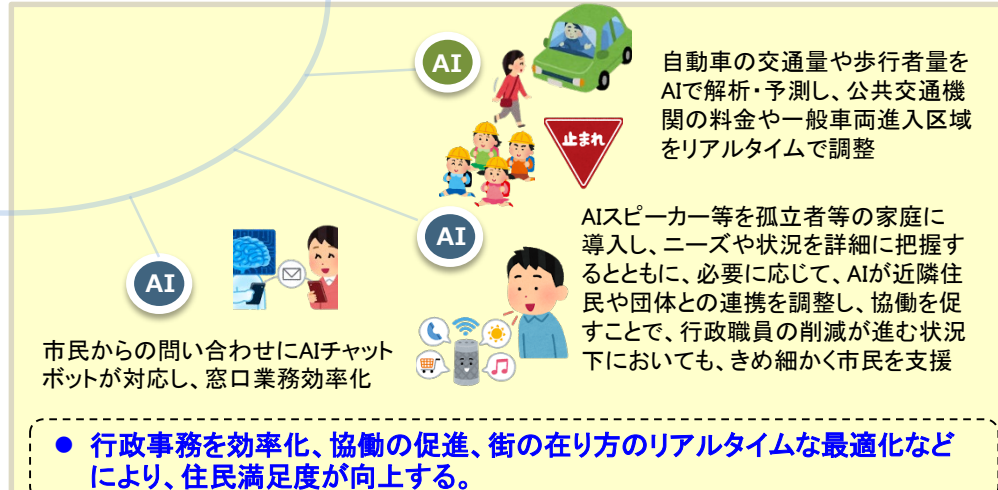 AI
自動車の交通量や歩行者量を
AIで解析・予測し、公共交通機
関の料金や一般車両進入区域
をリアルタイムで調整
止まれ
AI
AIスピーカー等を孤立者等の家庭に
導入し、ニーズや状況を詳細に把握す
るとともに、必要に応じて、AIが近隣住
民や団体との連携を調整し、協働を促
すことで、行政職員の削減が進む状況
下においても、きめ細かく市民を支援
AI
市民からの問い合わせにAIチャット
ボットが対応し、窓口業務効率化
● 行政事務を効率化、協働の促進、街の在り方のリアルタイムな最適化など
により、住民満足度が向上する。